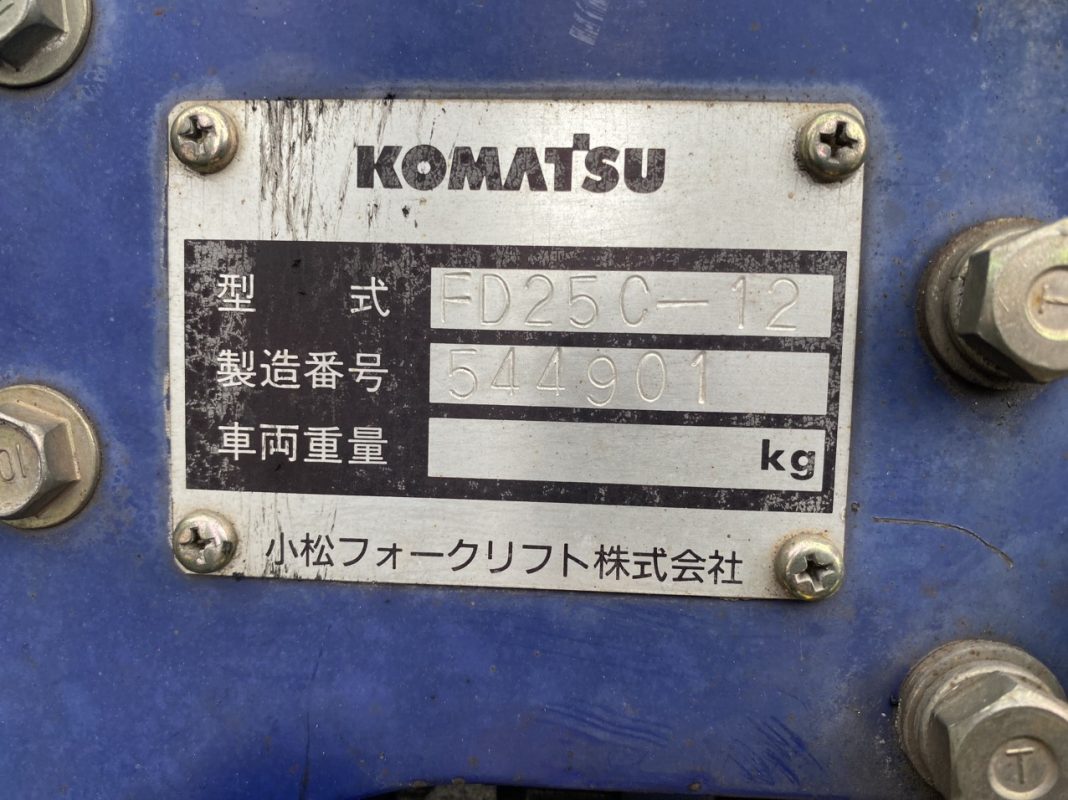 KOMATSU
型式 FD25C-12
製造番号 544901
車両重量 kg
小松フォークリフト株式会社
10
T